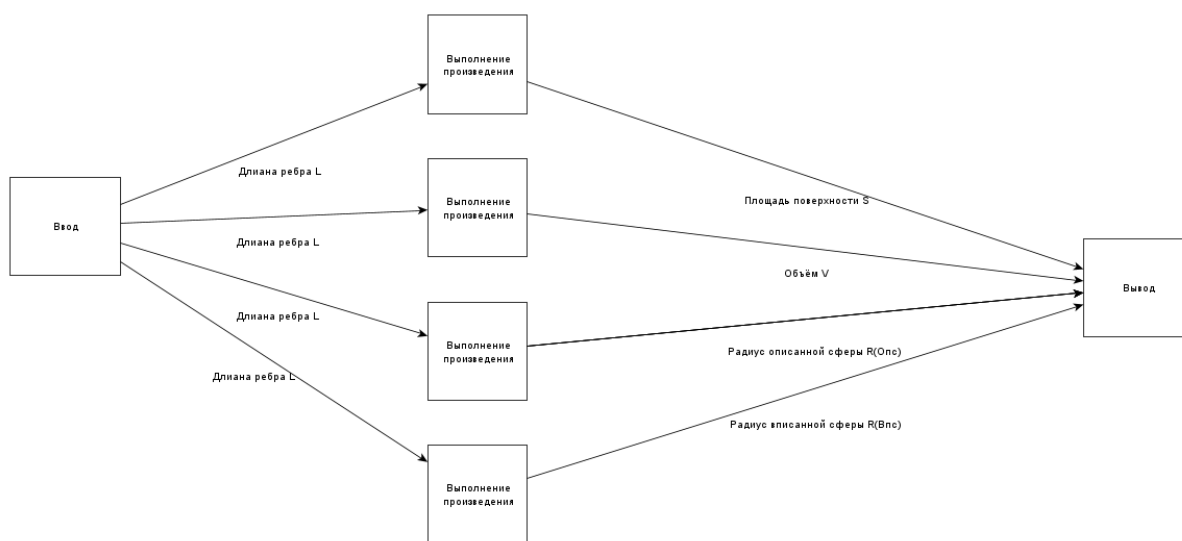 Выполнение
произведения
Длиана ребра L
Выполнение
произведения
Площадь поверхности S
Ввод
Длиана ребра L
Объём V
Вывод
Длиана ребра L
Выполнение
произведения
Радиус описанной сферы R(Опс)
Длиана ребра L
Радиус вписанной сферы R(Впс)
Выполнение
произведения